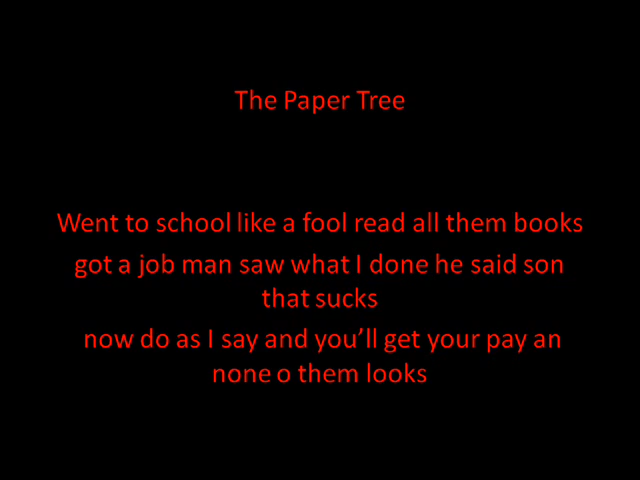 The Paper Tree
Went to school like a fool read all them books
got a job man saw what I done he said son
that sucks
now do as I say and you’ll get your pay an
none o them looks